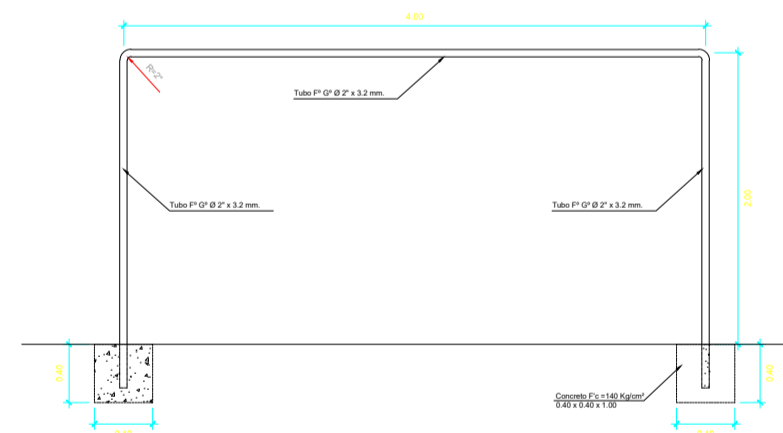 4.00
R=2"
Tubo Fº Gº Ø 2" x 3.2 mm.
Tubo Fº Gº Ø 2" x 3.2 mm.
Tubo Fº Gº Ø 2" x 3.2 mm.
2.00
0.40
0.40
Concreto F'c =140 Kg/cm²
0.40 x 0.40 x 1.00